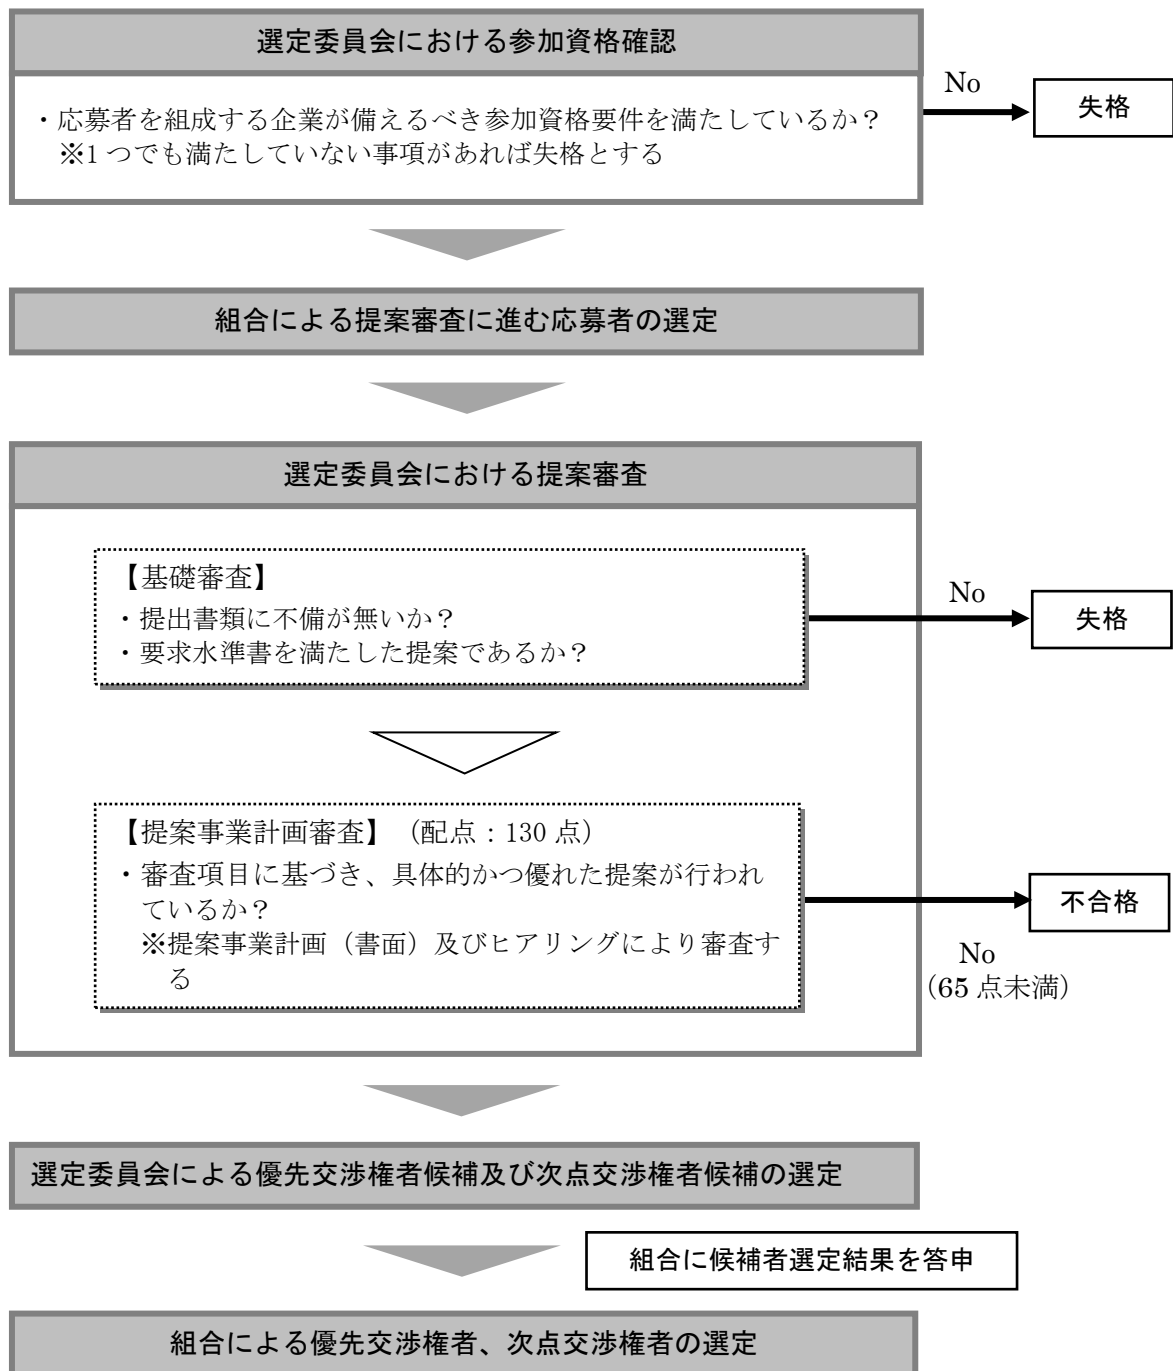 選定委員会における参加資格確認
・応募者を組成する企業が備えるべき参加資格要件を満たしているか？
※1つでも満たしていない事項があれば失格とする
No
失格
組合による提案審査に進む応募者の選定
選定委員会における提案審査
【基礎審査】
・提出書類に不備が無いか？
・要求水準書を満たした提案であるか？
No
失格
【提案事業計画審査】（配点：130点）
・審査項目に基づき、具体的かつ優れた提案が行われ
ているか？
※提案事業計画（書面）及びヒアリングにより審査す
る
不合格
No
（65点未満）
選定委員会による優先交渉権者候補及び次点交渉権者候補の選定
組合に候補者選定結果を答申
組合による優先交渉権者、次点交渉権者の選定